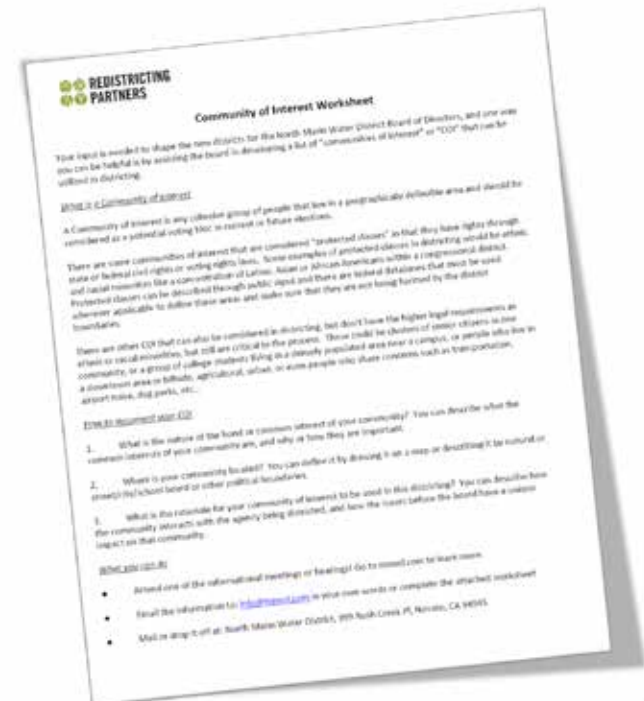 REDISTRICTING
PARTNERS
Community of Interest Worksheet
Your input is needed to shape the new districts for the North Marin Water District Board of Directors, and one way
you can be helpful is by assisting the board in developing a list of "communities of interest" or "COI" that can be
utilized in districting.
What is a Community of Interest
A Community of Interest is any cohesive group of people that live in a geographically definable area and should be
considered as a potential voting bloc in current or future elections.
There are some communities of interest that are considered "protected classes" in that they have rights through
state or federal civil rights or voting rights laws. Some examples of protected classes in districting would be ethnic
and racial minorities like a concentration of Latino, Asian or African Americans within a congressional district.
Protected classes can be described through public input and there are federal databases that must be used
wherever applicable to define these areas and make sure that they are not being harmed by the district
boundaries.
There are other COI that can also be considered in districting, but don't have the higher legal requirements as
ethnic or racial minorities, but still are critical to the process. These could be clusters of senior citizens in one
community, or a group of college students living in a densely populated area near a campus, or people who live in
a downtown area or hillside, agricultural, urban, or even people who share concerns such as transportation,
airport noise, dog parks, etc..
How to document your COI
1. What is the nature of the bond or common interest of your community? You can describe what the
common interests of your community are, and why or how they are important.
2. Where is your community located? You can define it by drawing it on a map or describing it by natural or
street/city/school board or other political boundaries.
3. What is the rationale for your community of interest to be used in this districting? You can describe how
the community interacts with the agency being districted, and how the issues before the board have a unique
impact on that community.
What you can do
• Attend one of the informational meetings or hearings! Go to nmwd.com to learn more.
• Email the information to: in your own words or complete the attached worksheet
• Mail or drop it off at: North Marin Water District, 999 Rush Creek Pl, Novato, CA 94945